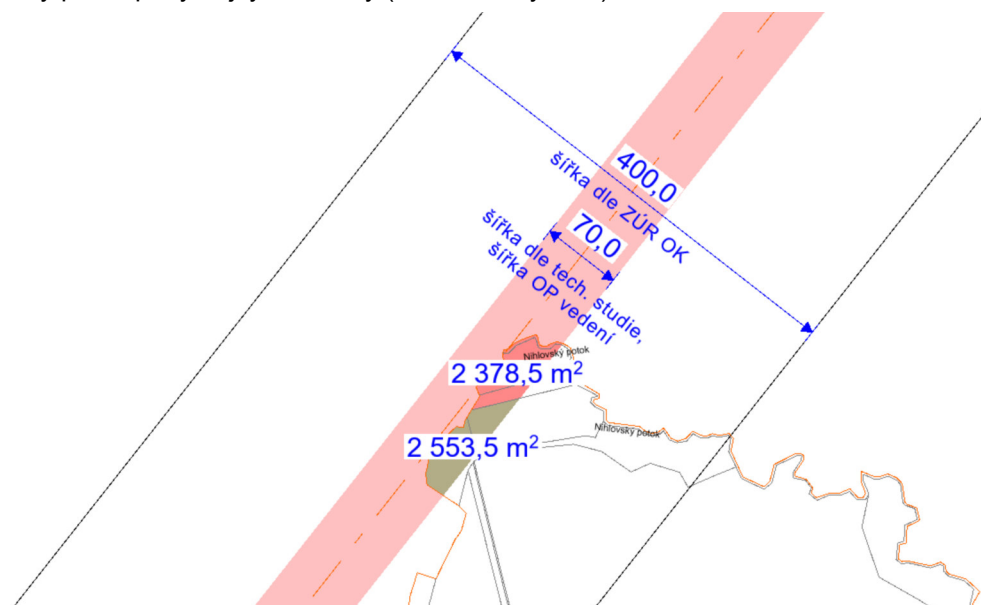 400,0
šířka dle ZÚR OK
70,0
šířka dle tech. studie,
šířka OP vedení
Nihlovský potok
2 378,5 m²
Nihlovský potok
2 553,5 m²